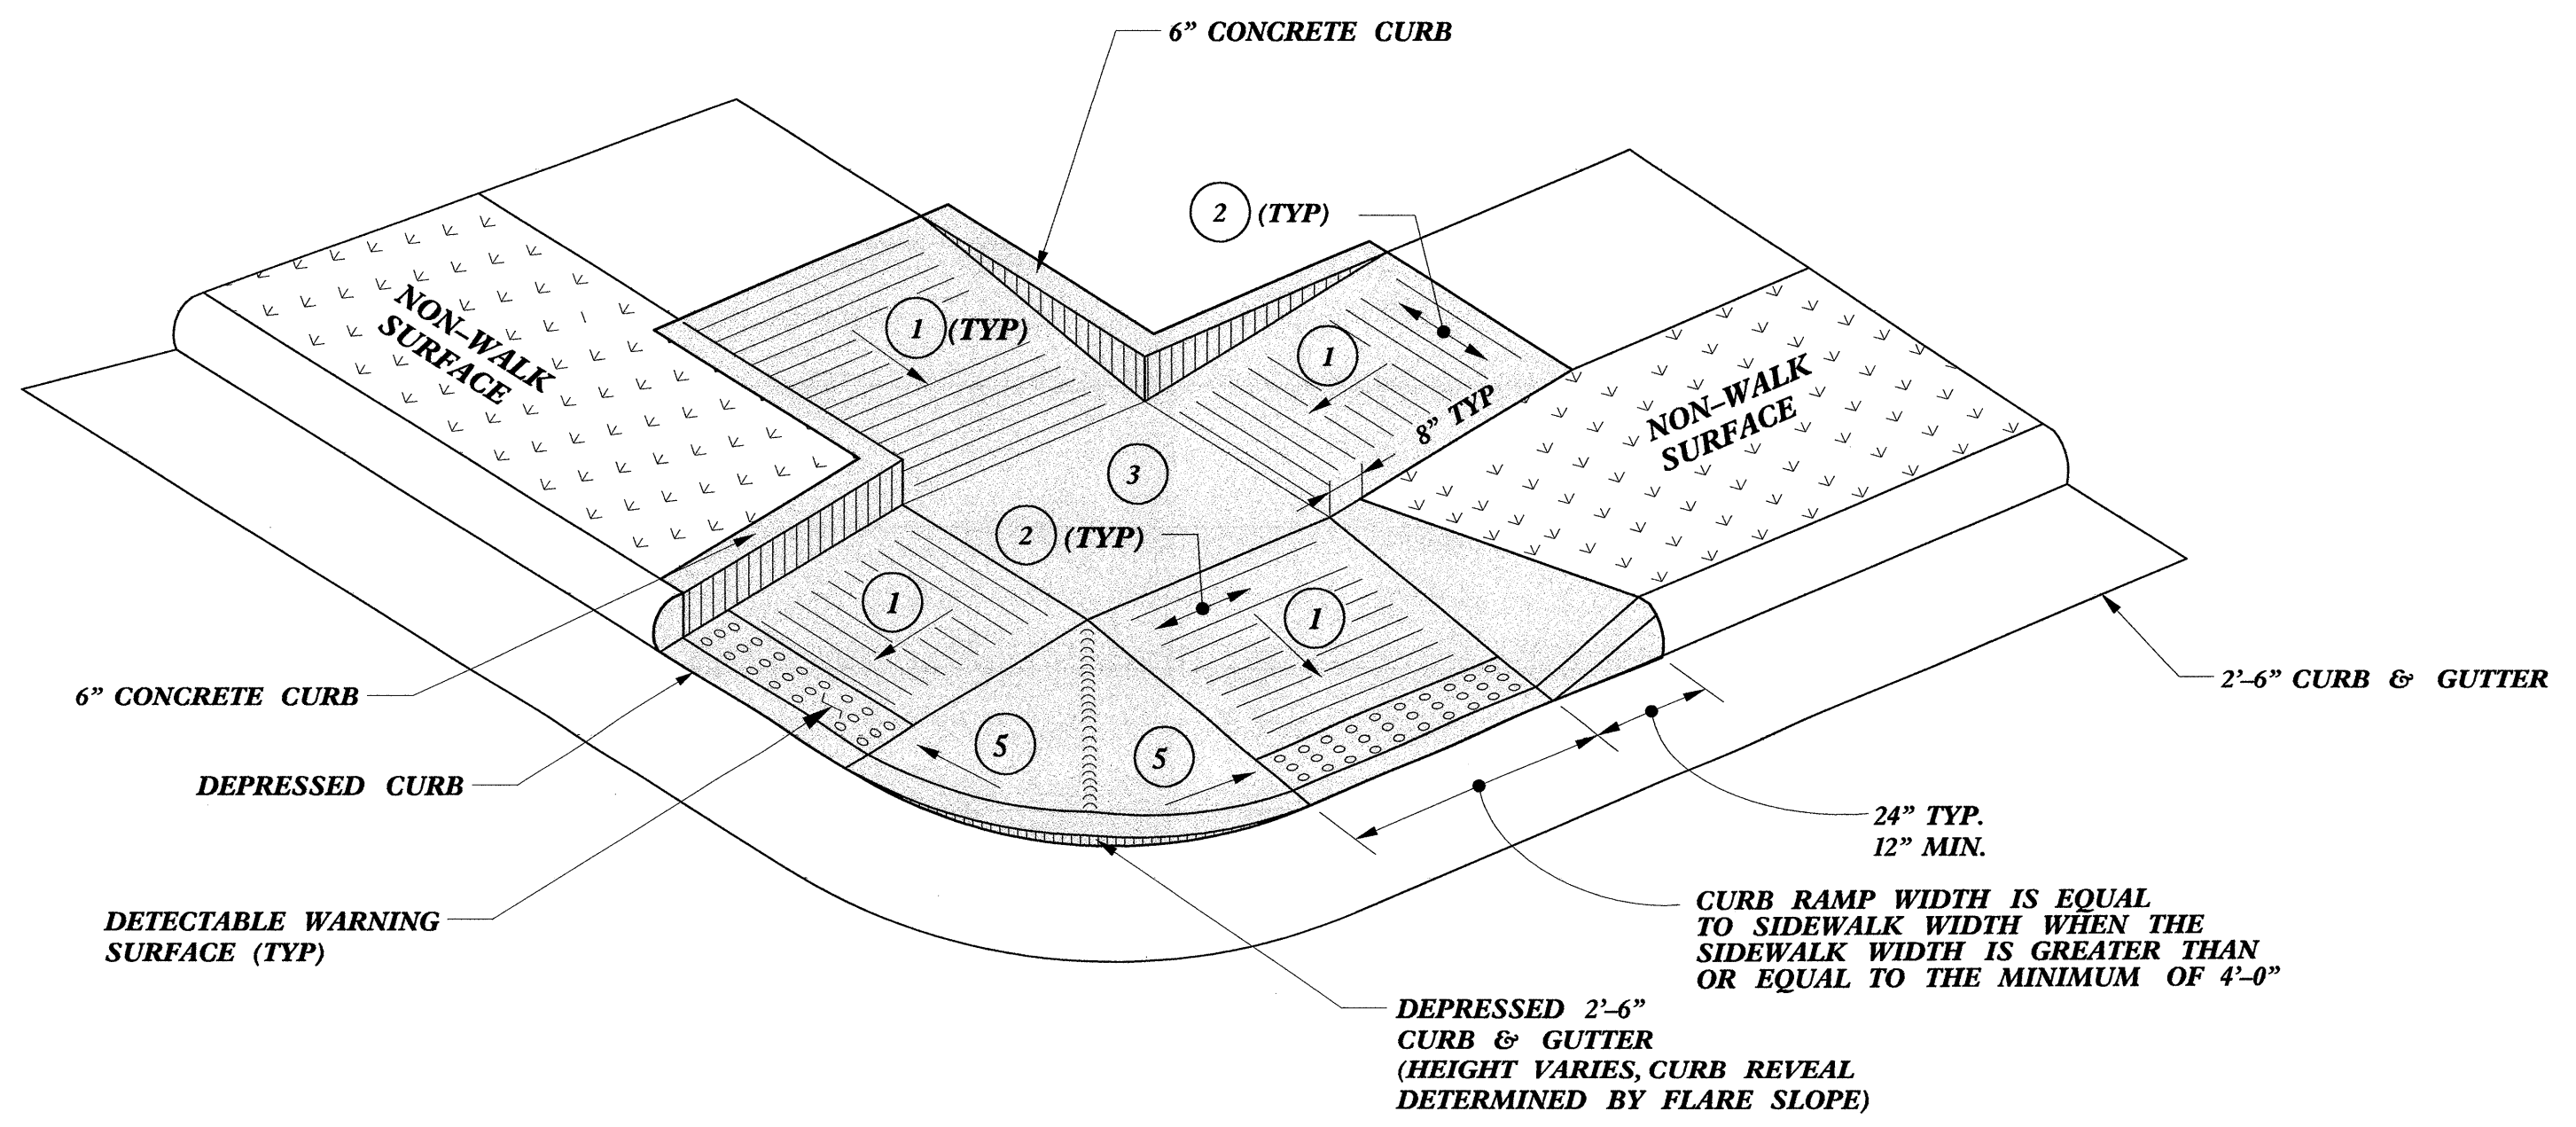 6” CONCRETE CURB
2 (TYP)
NON–WALK
SURFACE
1 (TYP)
1
8” TYP
NON–WALK
SURFACE
3
2 (TYP)
1
1
6” CONCRETE CURB
2’–6” CURB & GUTTER
5
5
DEPRESSED CURB
24” TYP.
12” MIN.
DETECTABLE WARNING
SURFACE (TYP)
CURB RAMP WIDTH IS EQUAL
TO SIDEWALK WIDTH WHEN THE
SIDEWALK WIDTH IS GREATER THAN
OR EQUAL TO THE MINIMUM OF 4’–0”
DEPRESSED 2’–6”
CURB & GUTTER
(HEIGHT VARIES, CURB REVEAL
DETERMINED BY FLARE SLOPE)